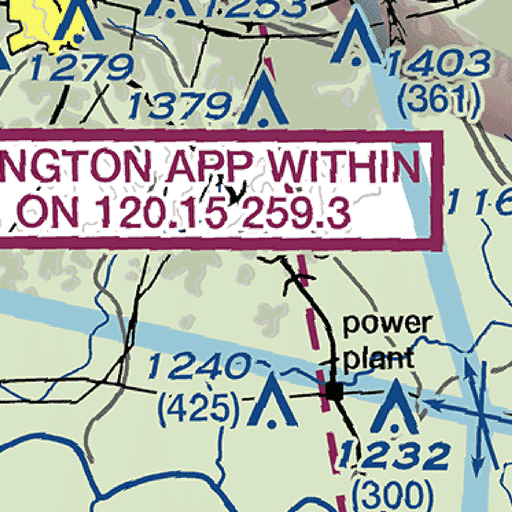 1253
1279
1403
(361)
1379
NGTON APP WITHIN
ON 120.15 259.3
116
power
plant
1240
(425)
1232
(300)